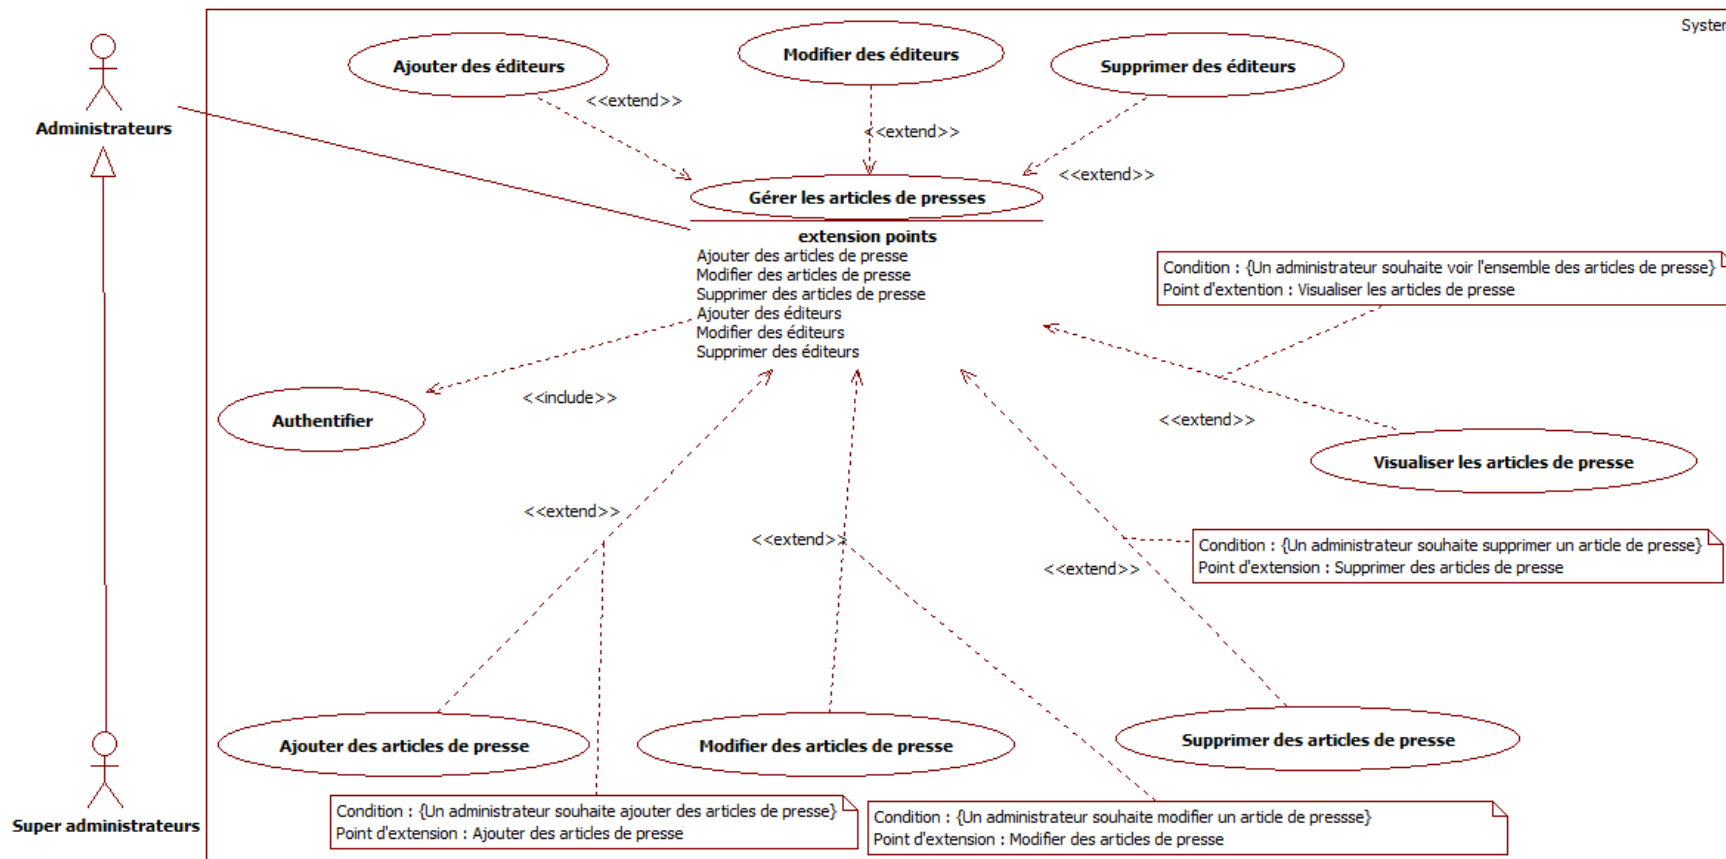 System
Ajouter des éditeurs
Modifier des éditeurs
Supprimer des éditeurs
<<extend>>
<<extend>>
<<extend>>
Administrateurs
Gérer les articles de presses
extension points
Ajouter des articles de presse
Modifier des articles de presse
Supprimer des articles de presse
Ajouter des éditeurs
Modifier des éditeurs
Supprimer des éditeurs
Condition : {Un administrateur souhaite voir l'ensemble des articles de presse}
Point d'extention : Visualiser les articles de presse
<<include>>
Authentifier
<<extend>>
Visualiser les articles de presse
<<extend>>
<<extend>>
<<extend>>
Condition : {Un administrateur souhaite supprimer un article de presse}
Point d'extension : Supprimer des articles de presse
Ajouter des articles de presse
Modifier des articles de presse
Supprimer des articles de presse
Super administrateurs
Condition : {Un administrateur souhaite ajouter des articles de presse}
Point d'extension : Ajouter des articles de presse
Condition : {Un administrateur souhaite modifier un article de pressse}
Point d'extension : Modifier des articles de presse